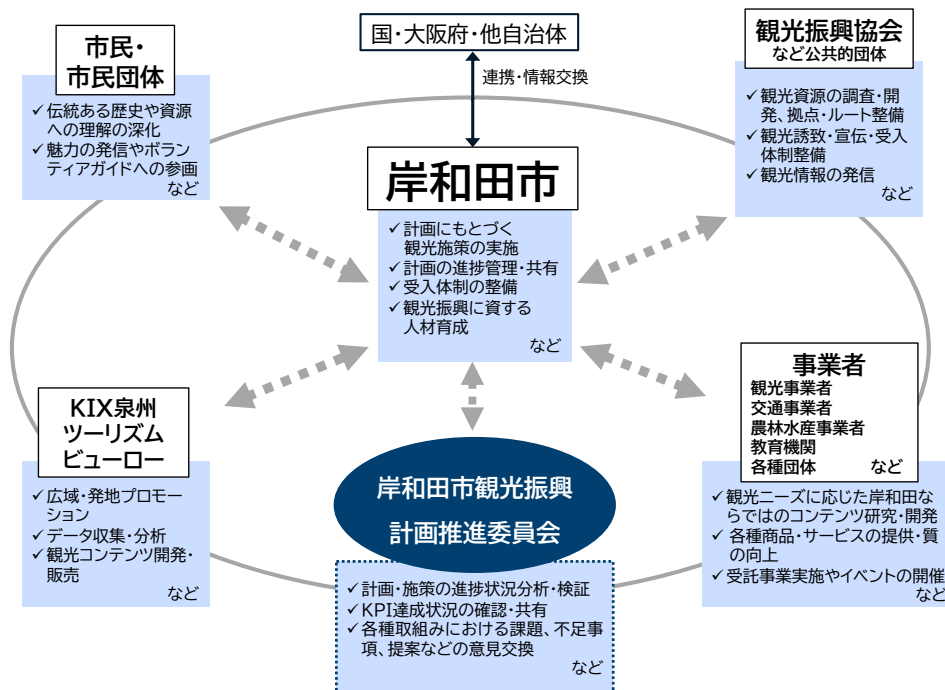 国・大阪府・他自治体
連携・情報交換
市民・
市民団体
✓伝統ある歴史や資源
への理解の深化
✓魅力の発信やボラン
ティアガイドへの参画
など
観光振興協会
など公共的団体
✓観光資源の調査・開
発、拠点・ルート整備
✓観光誘致・宣伝・受入
体制整備
✓観光情報の発信
など
岸和田市
✓計画にもとづく
観光施策の実施
✓計画の進捗管理・共有
✓受入体制の整備
✓観光振興に資する
人材育成
など
KIX泉州
ツーリズム
ビューロー
✓広域・発地プロモー
ション
✓データ収集・分析
✓観光コンテンツ開発・
販売
など
事業者
観光事業者
交通事業者
農林水産事業者
教育機関
各種団体
など
✓観光ニーズに応じた岸和田な
らではのコンテンツ研究・開発
✓各種商品・サービスの提供・質
の向上
✓受託事業実施やイベントの開催
など
岸和田市観光振興
計画推進委員会
✓計画・施策の進捗状況分析・検証
✓KPI達成状況の確認・共有
✓各種取組みにおける課題、不足事
項、提案などの意見交換
など